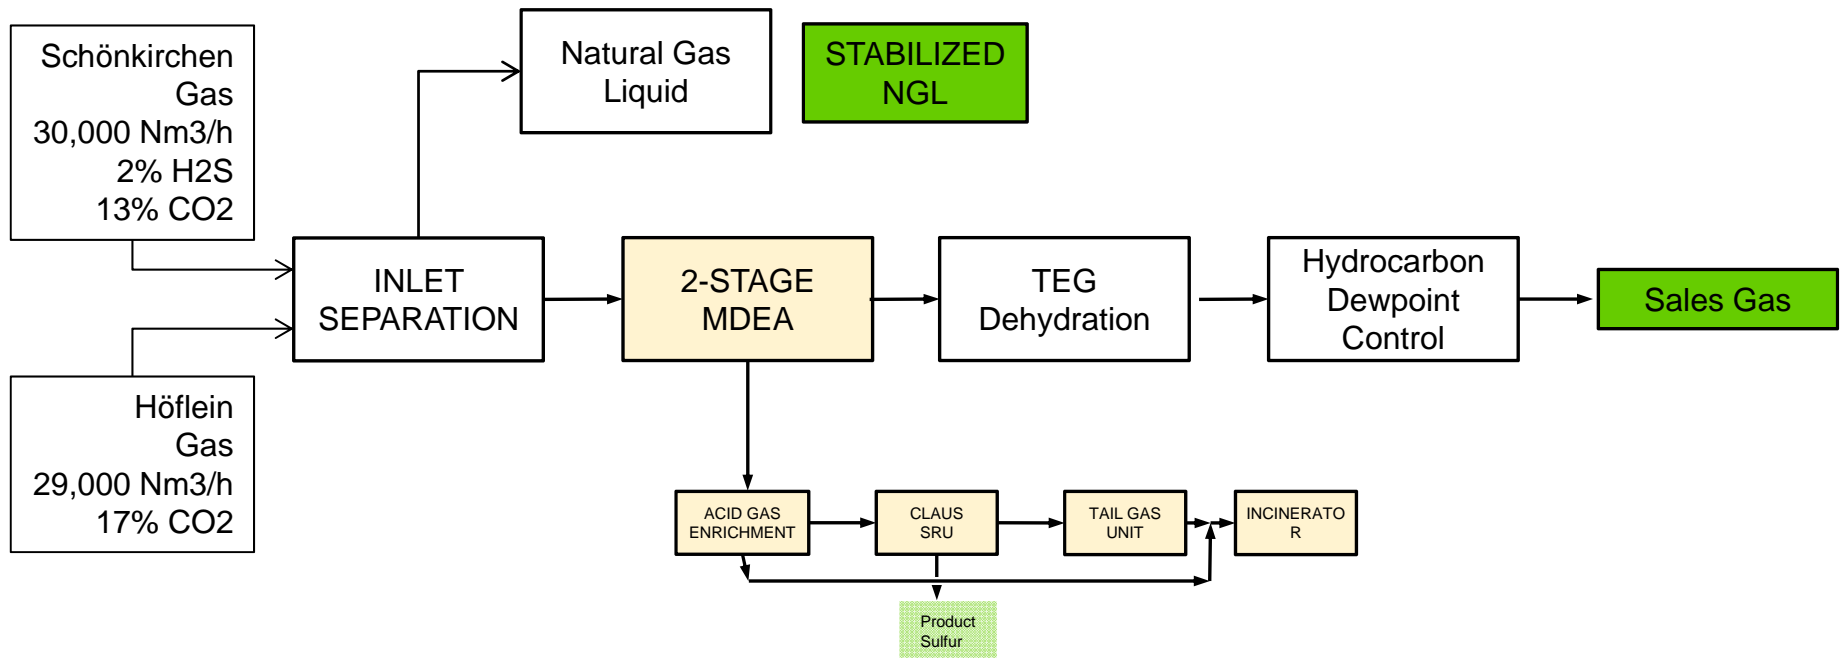 Schönkirchen
Gas
30,000 Nm3/h
2% H2S
13% CO2
Natural Gas
Liquid
STABILIZED
NGL
INLET
SEPARATION
2-STAGE
MDEA
TEG
Dehydration
Hydrocarbon
Dewpoint
Control
Sales Gas
Höflein
Gas
29,000 Nm3/h
17% CO2
ACID GAS
ENRICHMENT
CLAUS
SRU
TAIL GAS
UNIT
INCINERATO
R
Product
Sulfur